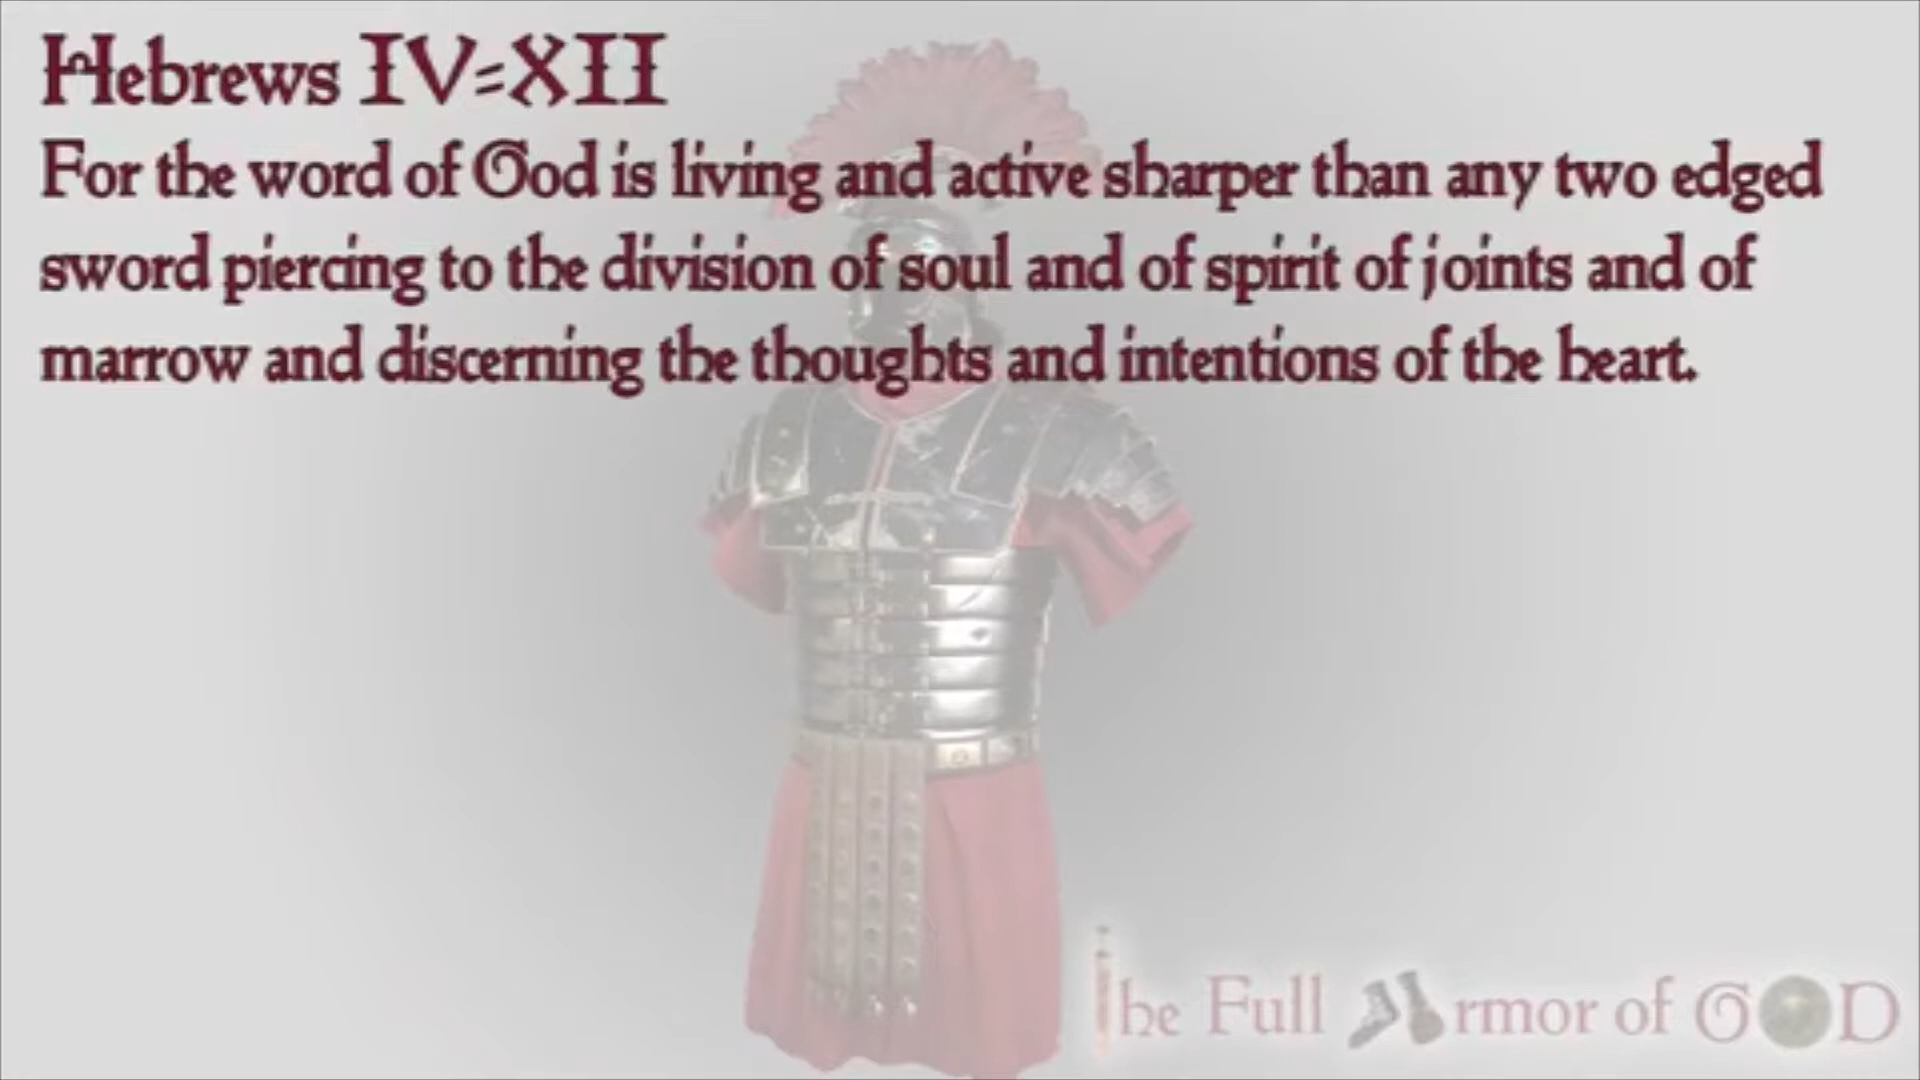 Hebrews IV=XII
For the word of God is living and active sharper than any two edged
sword piercing to the division of soul and of spirit of joints and of
marrow and discerning the thoughts and intentions of the heart.
The Full Armor of GOD